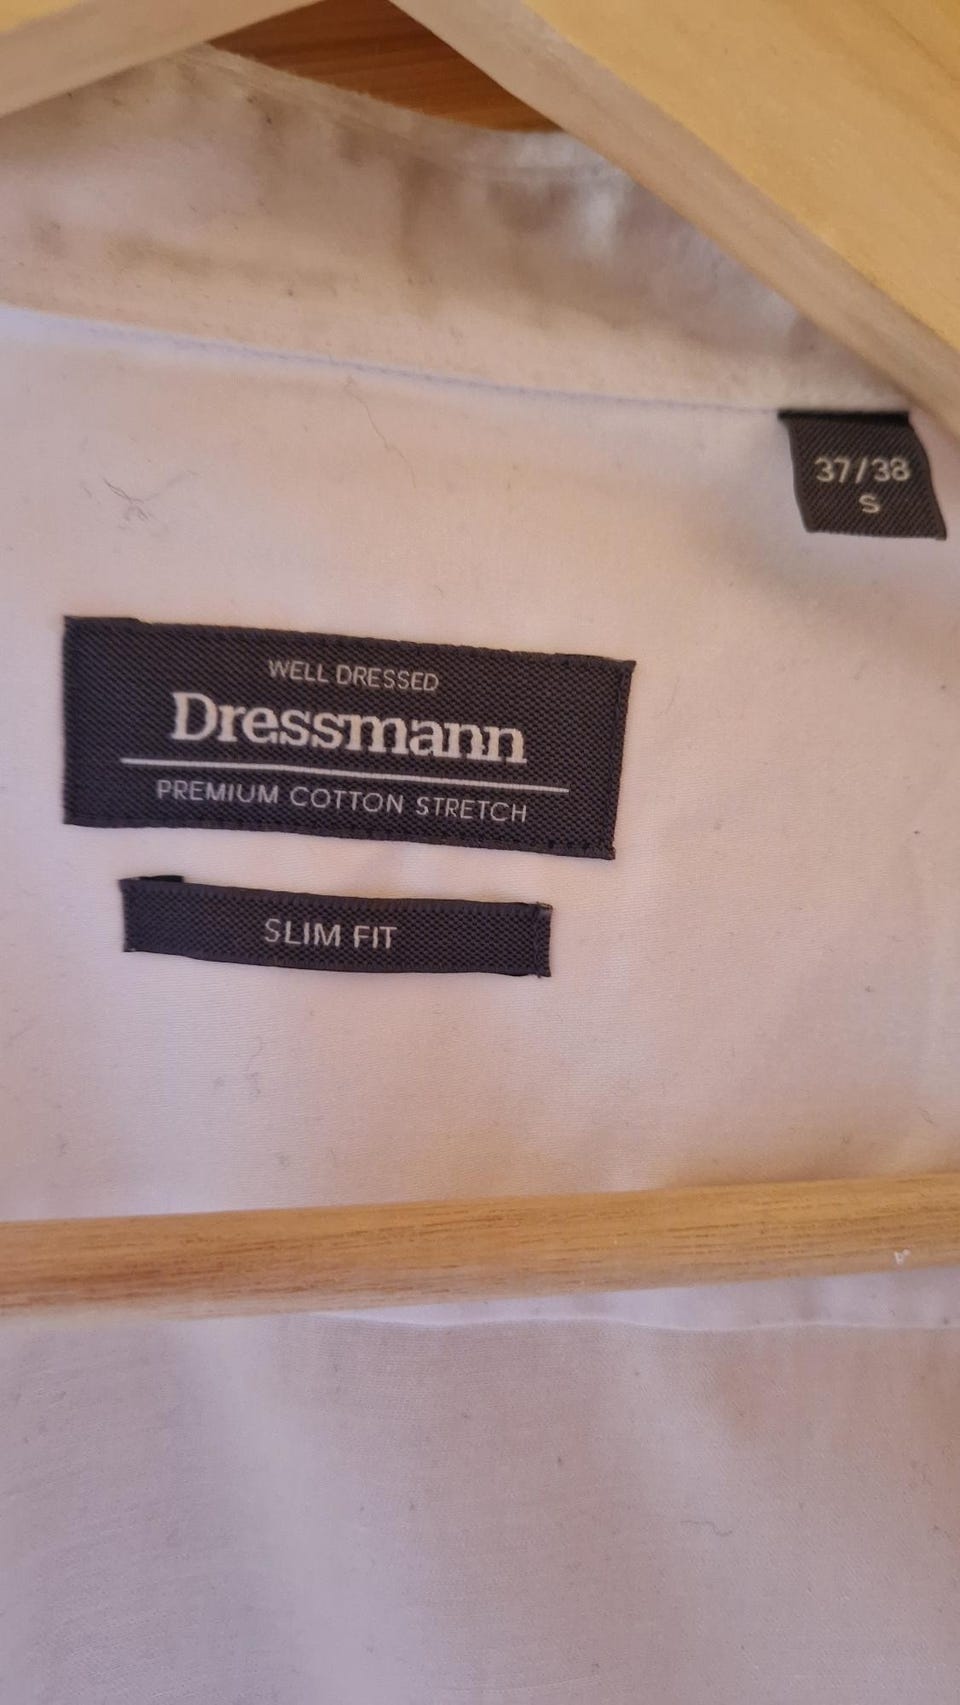 37/38
S
WELL DRESSED
Dressmann
PREMIUM COTTON STRETCH
SLIM FIT